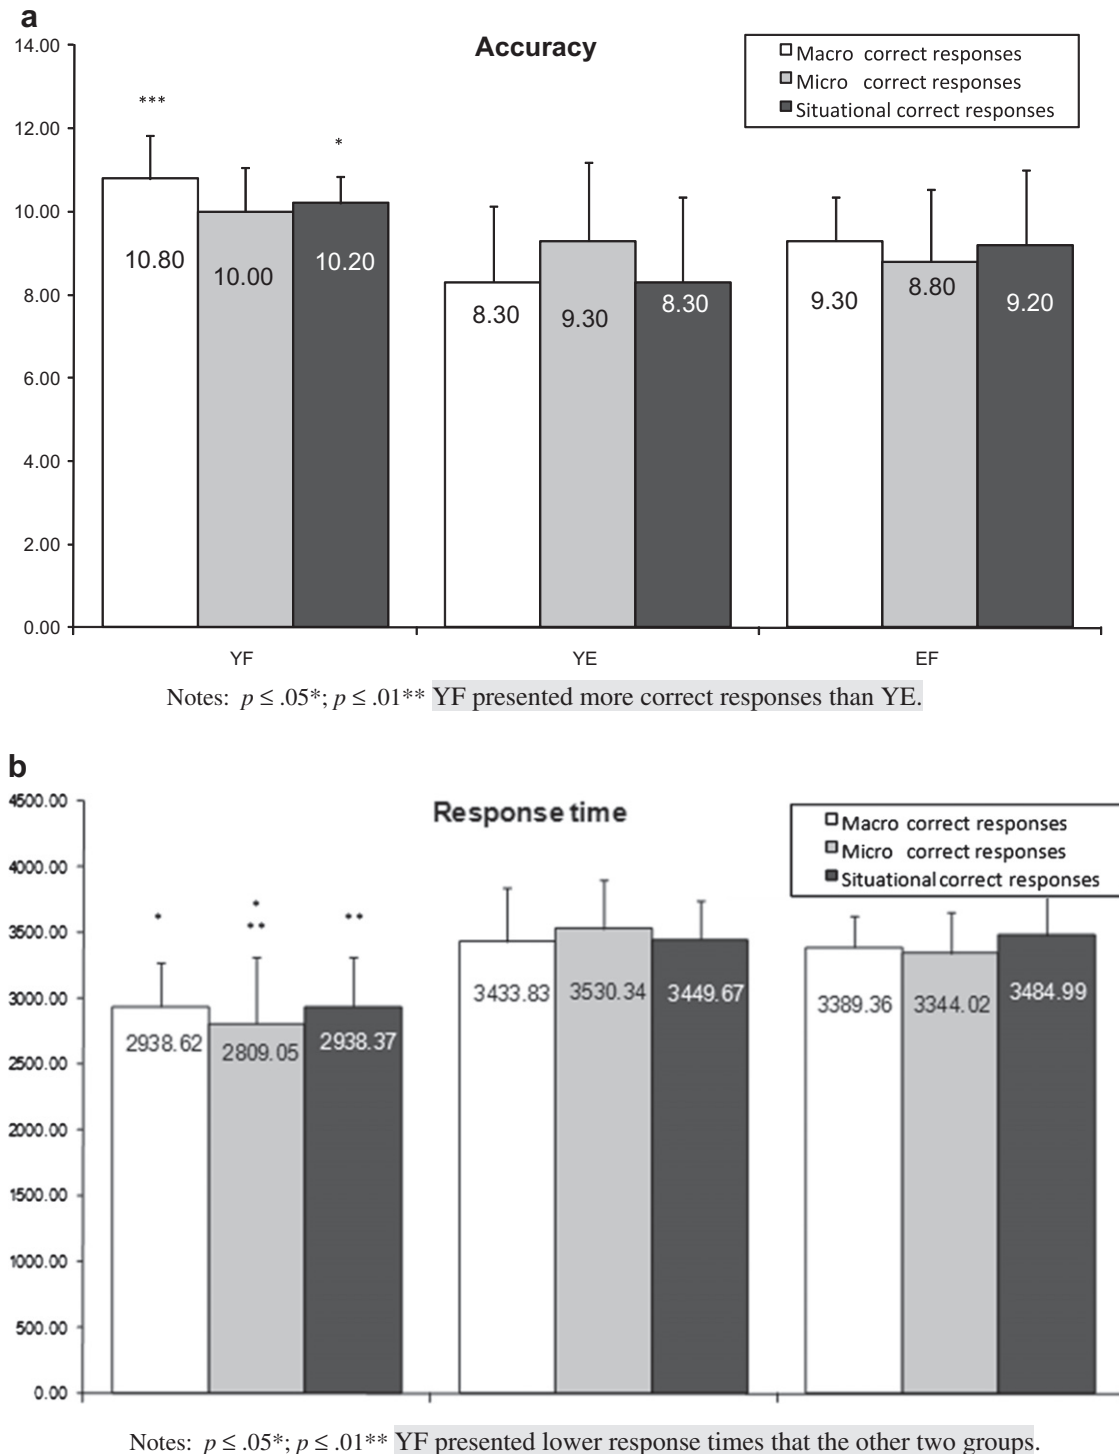 a
Accuracy
Macro correct responses
Micro correct responses
Situational correct responses
14.00
12.00
10.00
8.00
6.00
4.00
2.00
0.00
***
*
10.80
10.00
10.20
8.30
9.30
8.30
9.30
8.80
9.20
YF
YE
EF
Notes: p ≤ .05*; p ≤ .01** YF presented more correct responses than YE.
b
Response time
Macro correct responses
Micro correct responses
Situational correct responses
4500.00
4000.00
3500.00
3000.00
2500.00
2000.00
1500.00
1000.00
500.00
0.00
*
*
**
**
2938.62
2809.05
2938.37
3433.83
3530.34
3449.67
3389.36
3344.02
3484.99
Notes: p ≤ .05*; p ≤ .01** YF presented lower response times that the other two groups.